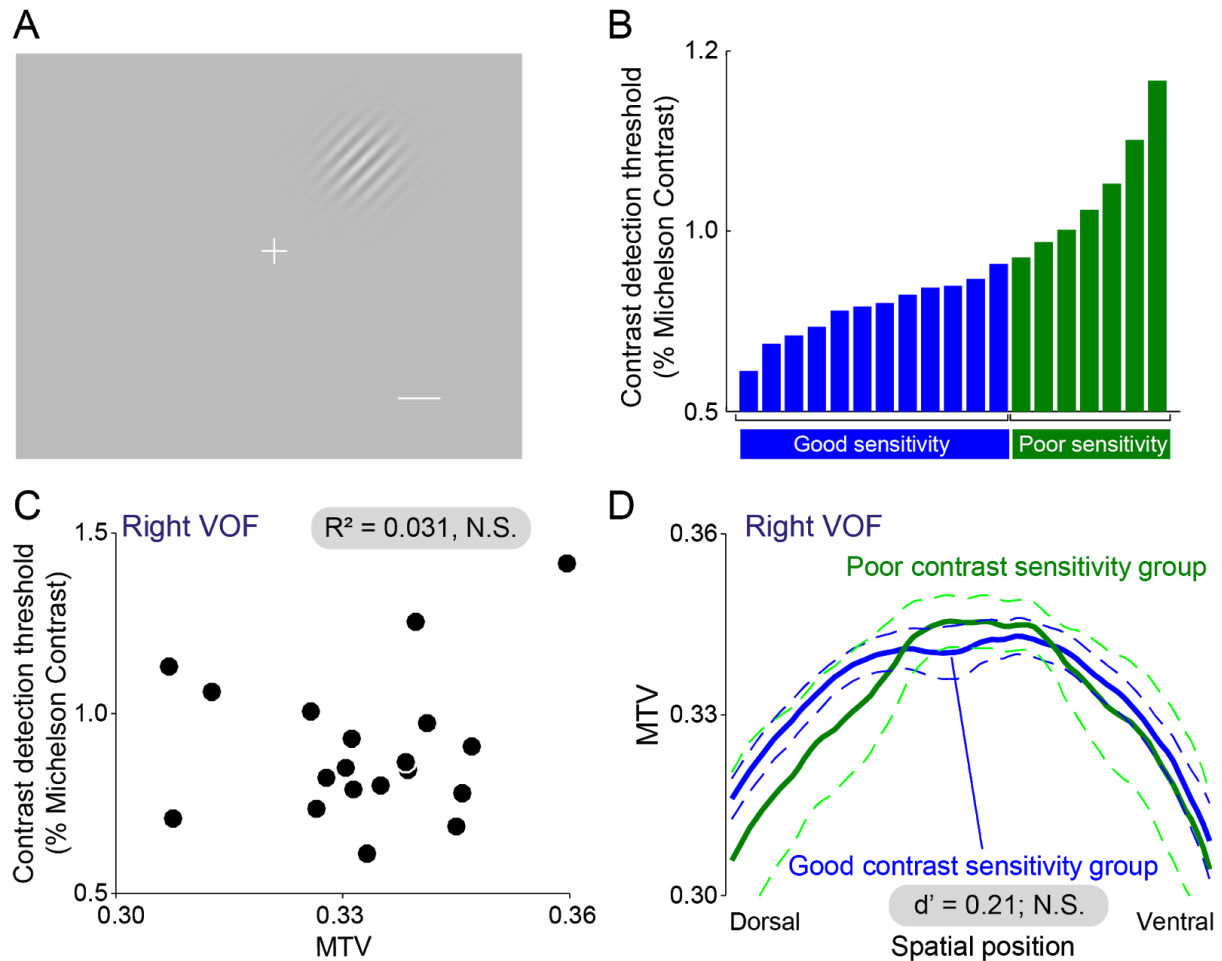 A
B
Contrast detection threshold
(% Michelson Contrast)
1.2
1.0
0.5
Good sensitivity
Poor sensitivity
C
Right VOF
R² = 0.031, N.S.
Contrast detection threshold
(% Michelson Contrast)
1.5
1.0
0.5
0.30
0.33
0.36
MTV
D
Right VOF
Poor contrast sensitivity group
MTV
0.36
0.33
0.30
Good contrast sensitivity group
d’ = 0.21; N.S.
Dorsal
Ventral
Spatial position